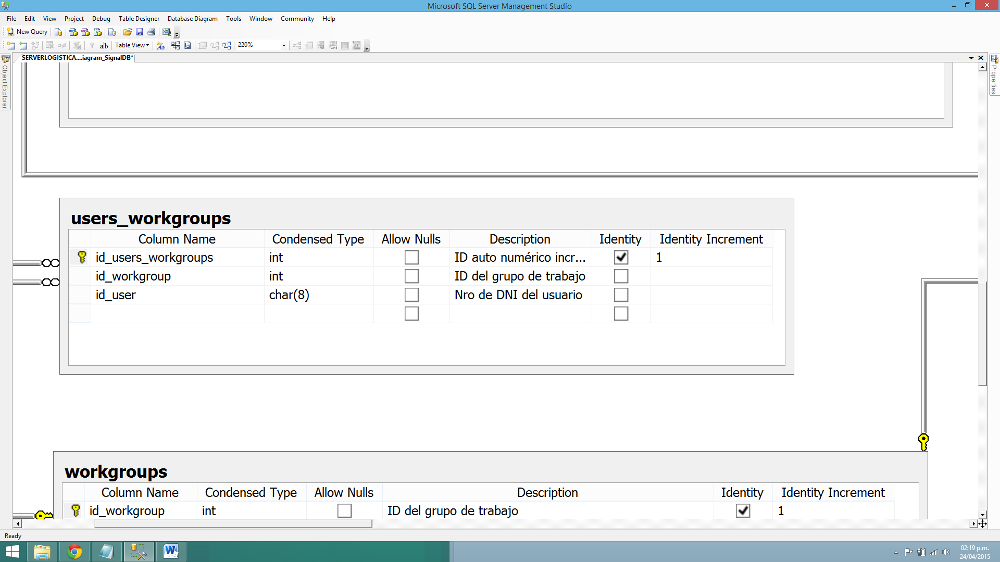 Microsoft SQL Server Management Studio
File Edit View Project Debug Table Designer Database Diagram Tools Window Community Help
New Query
Table View 220%
SERVERLOGISTICA....iagram_SignalDB*
Object Explorer
Properties
users_workgroups
Column Name Condensed Type Allow Nulls Description Identity Identity Increment
id_users_workgroups int ID auto numérico incr... 1
id_workgroup int ID del grupo de trabajo
id_user char(8) Nro de DNI del usuario
workgroups
Column Name Condensed Type Allow Nulls Description Identity Identity Increment
id_workgroup int ID del grupo de trabajo 1
Ready
02:19 p.m.
24/04/2015